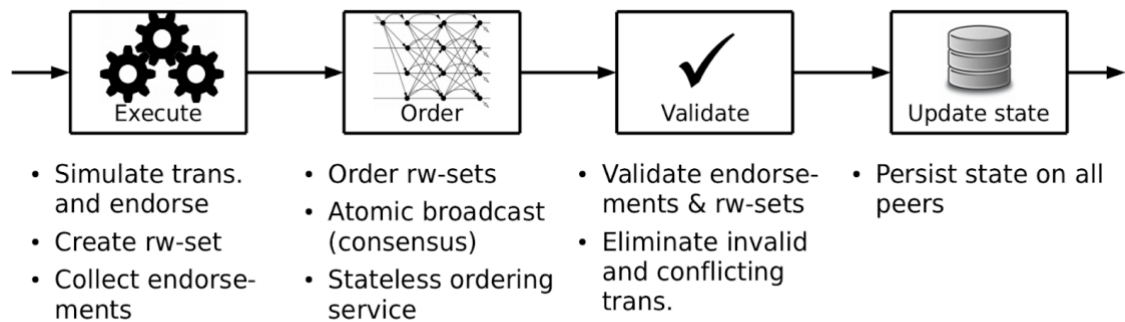 Execute
Order
Validate
Update state
• Simulate trans.
and endorse
• Create rw-set
• Collect endorse-
ments
• Order rw-sets
• Atomic broadcast
(consensus)
• Stateless ordering
service
• Validate endorse-
ments & rw-sets
• Eliminate invalid
and conflicting
trans.
• Persist state on all
peers